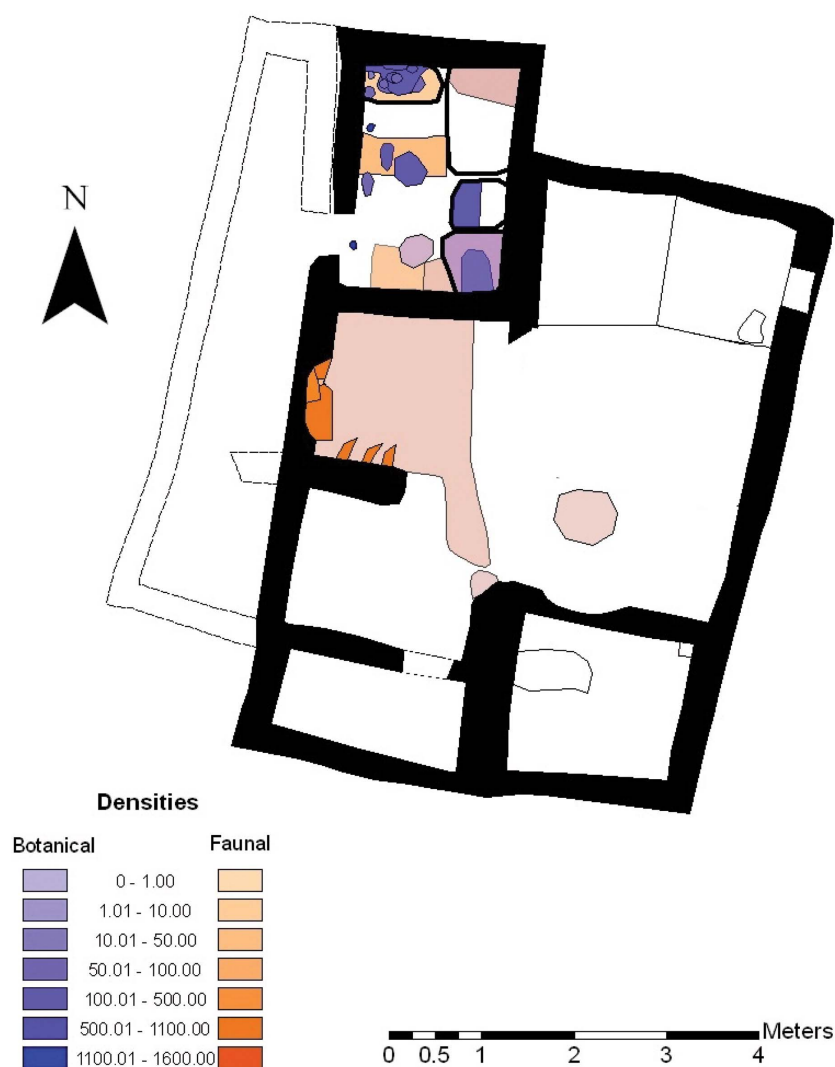 N
Densities
Botanical Faunal
0 - 1.00
1.01 - 10.00
10.01 - 50.00
50.01 - 100.00
100.01 - 500.00
500.01 - 1100.00
1100.01 - 1600.00
Meters
0 0.5 1 2 3 4